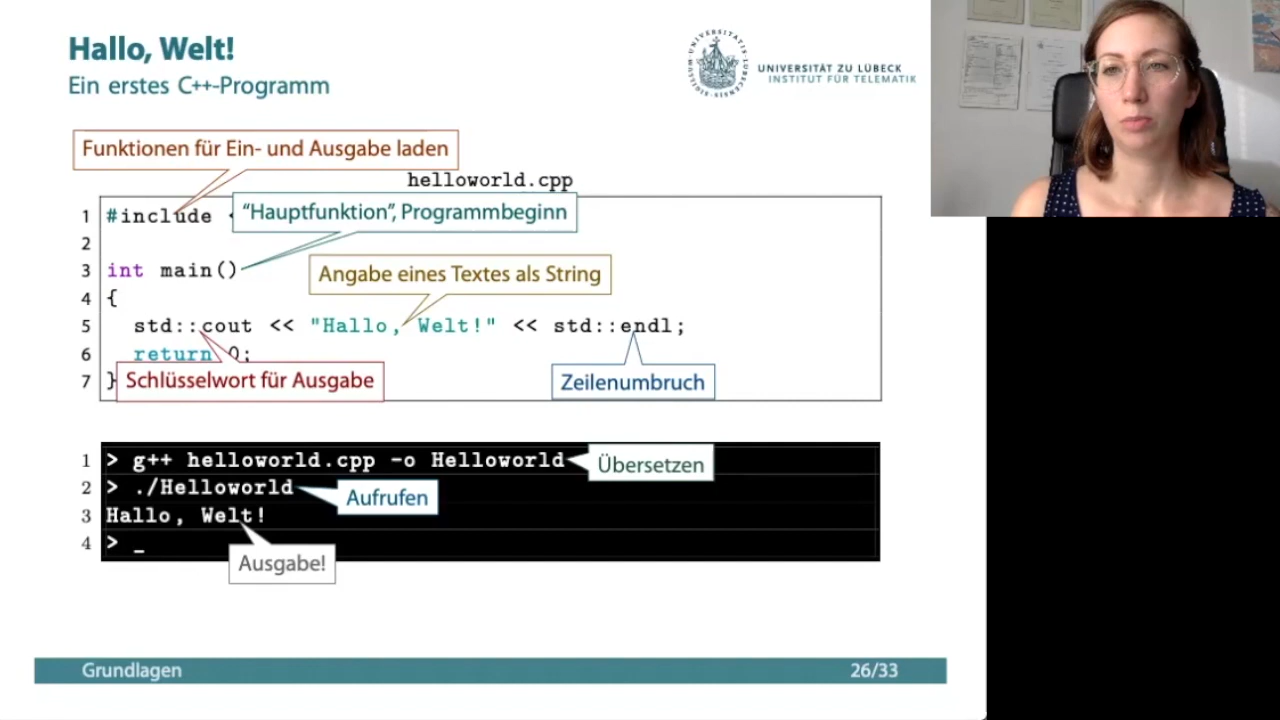 Hallo, Welt!
Ein erstes C++-Programm
UNIVERSITÄT ZU LÜBECK
INSTITUT FÜR TELEMATIK
Funktionen für Ein- und Ausgabe laden
helloworld.cpp
1 #include
“Hauptfunktion”, Programmbeginn
2
3 int main()
Angabe eines Textes als String
4 {
5 std::cout << "Hallo, Welt!" << std::endl;
6 return 0;
7 }
Schlüsselwort für Ausgabe
Zeilenumbruch
1 > g++ helloworld.cpp -o Helloworld
Übersetzen
2 > ./Helloworld
Aufrufen
3 Hallo, Welt!
4 > _
Ausgabe!
Grundlagen
26/33